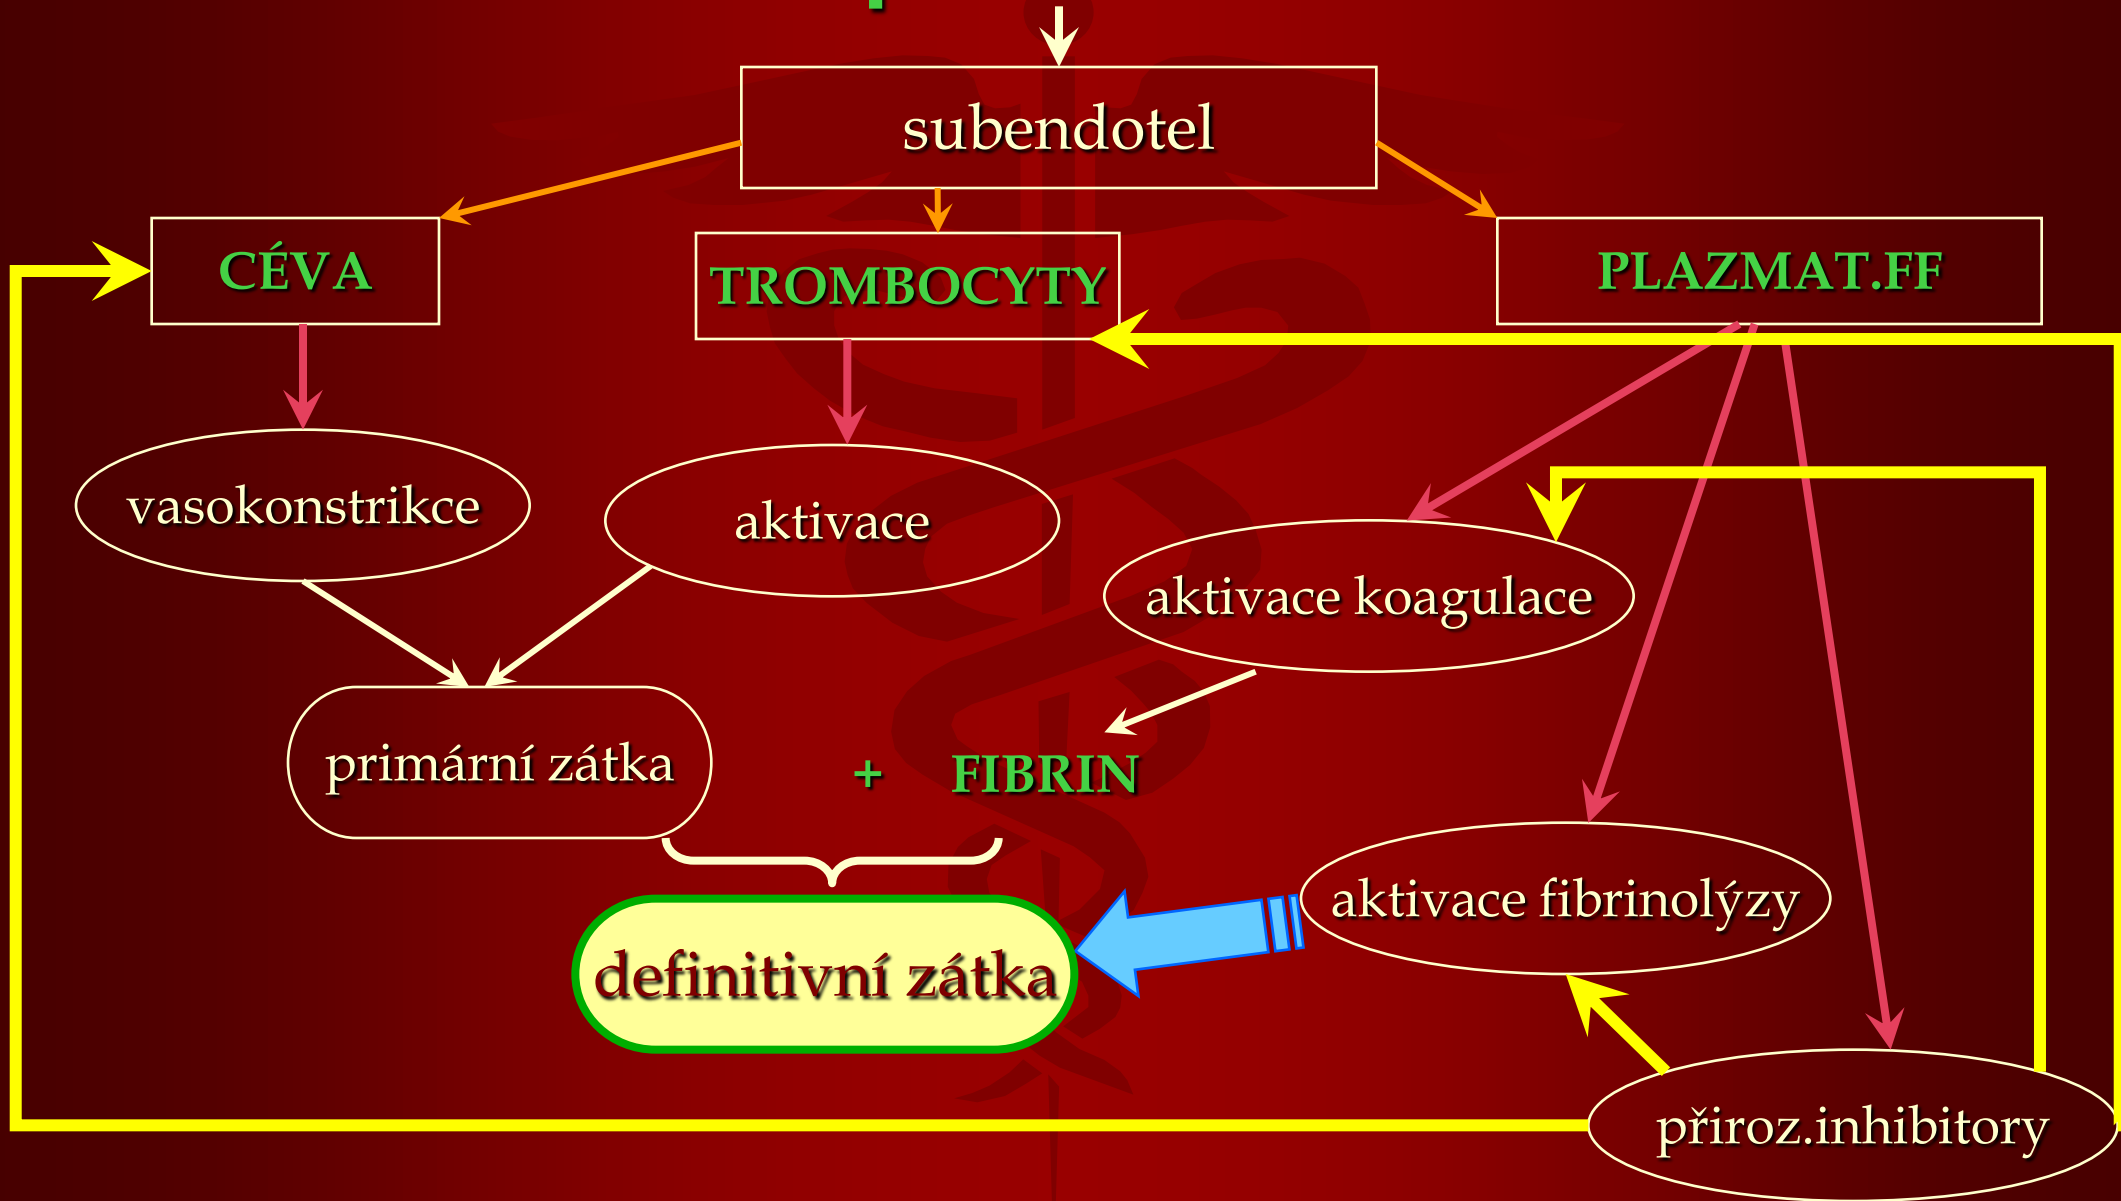 subendotel
CÉVA
TROMBOCYTY
PLAZMAT.FF
vasokonstrikce
aktivace
aktivace koagulace
primární zátka
+ FIBRIN
aktivace fibrinolýzy
definitivní zátka
přiroz.inhibitory